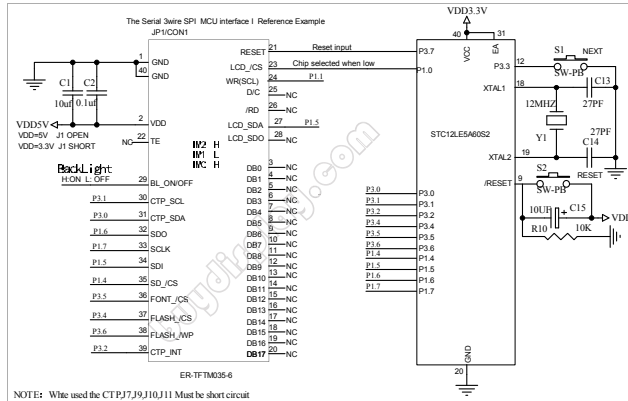 The Serial 3wire SPI MCU interface I Reference Example
JP1/CON1
VDD3.3V
1 GND
40 GND
C1 C2
10uf 0.1uf
VDD5V
2 VDD
VDD=5V J1 OPEN
VDD=3.3V J1 SHORT
NC 22 TE
BackLight
H:ON L: OFF
29 BL_ON/OFF
P3.1 30 CTP_SCL
P3.0 31 CTP_SDA
P1.6 32 SDO
P1.7 33 SCLK
P1.5 34 SDI
P1.4 35 SD_/CS
P3.5 36 FONT_/CS
P3.4 37 FLASH_/CS
P3.6 38 FLASH_/WP
P3.2 39 CTP_INT
IM2 H
IM1 L
IM0 H
RESET 21 Reset input
LCD_/CS 23 Chip selected when low
WR(SCL) 24 P1.1
D/C 25 NC
/RD 26 NC
LCD_SDA 27 P1.5
LCD_SDO 28 NC
DB0 3 NC
DB1 4 NC
DB2 5 NC
DB3 6 NC
DB4 7 NC
DB5 8 NC
DB6 9 NC
DB7 10 NC
DB8 11 NC
DB9 12 NC
DB10 13 NC
DB11 14 NC
DB12 15 NC
DB13 16 NC
DB14 17 NC
DB15 18 NC
DB16 19 NC
DB17 20 NC
ER-TFTM035-6
buydisplay.com
40 VCC
31 EA
P3.7
P1.0
P3.3 12
XTAL1 18
STC12LE5A60S2
XTAL2 19
/RESET 9
P3.0 P3.0
P3.1 P3.1
P3.2 P3.2
P3.4 P3.4
P3.5 P3.5
P3.6 P3.6
P1.4 P1.4
P1.5 P1.5
P1.6 P1.6
P1.7 P1.7
GND
20
S1 NEXT
SW-PB
C13
27PF
12MHZ
Y1
27PF
C14
S2 RESET
SW-PB
10UF + C15
R10 10K
VDD
NOTE: Whte used the CTP,J7,J9,J10,J11 Must be short circuit